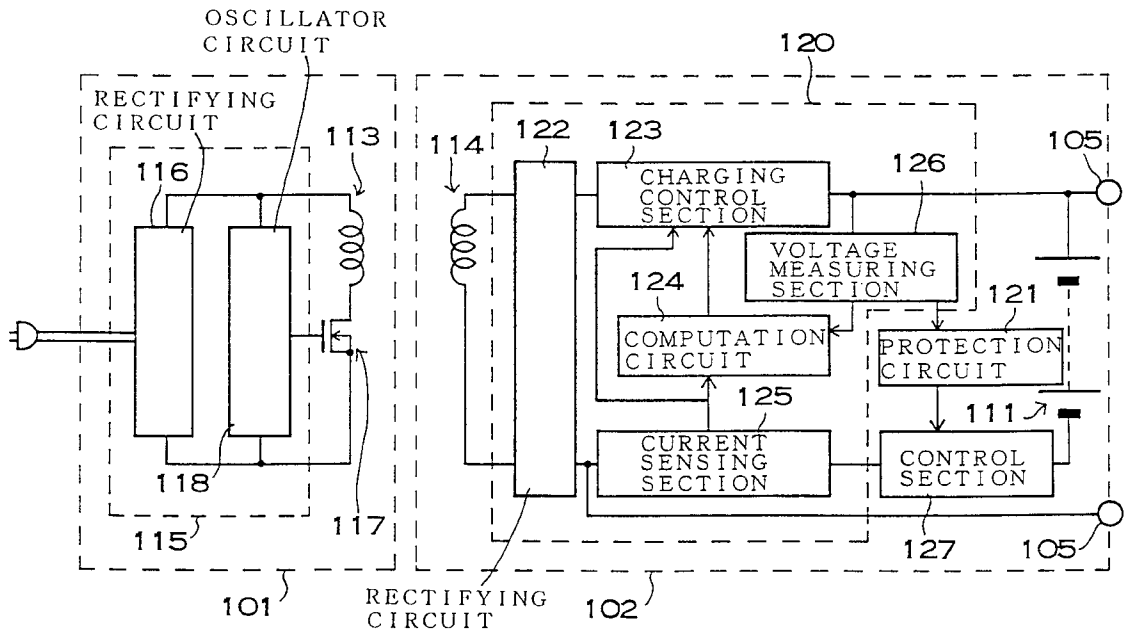 OSCILLATOR
CIRCUIT
RECTIFYING
CIRCUIT
120
113
116
114
122
123
126
105
CHARGING
CONTROL
SECTION
VOLTAGE
MEASURING
SECTION
124
121
COMPUTATION
CIRCUIT
PROTECTION
CIRCUIT
125
111
CURRENT
SENSING
SECTION
CONTROL
SECTION
118
117
115
127
105
101
RECTIFYING
CIRCUIT
102